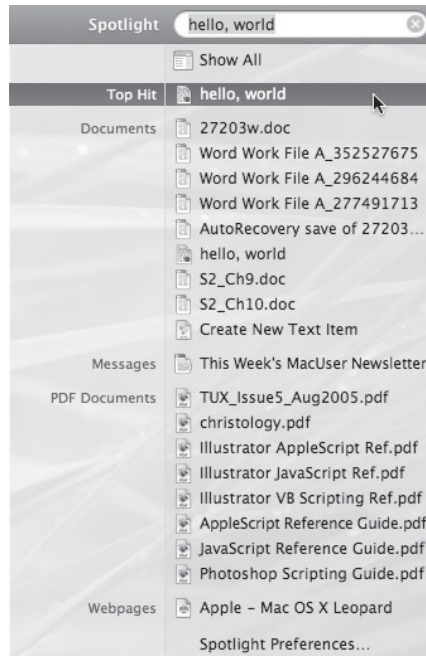 Spotlight hello, world
Show All
Top Hit hello, world
Documents 27203w.doc
Word Work File A_352527675
Word Work File A_296244684
Word Work File A_277491713
AutoRecovery save of 27203...
hello, world
S2_Ch9.doc
S2_Ch10.doc
Create New Text Item
Messages This Week's MacUser Newsletter
PDF Documents TUX_Issue5_Aug2005.pdf
christology.pdf
Illustrator AppleScript Ref.pdf
Illustrator JavaScript Ref.pdf
Illustrator VB Scripting Ref.pdf
AppleScript Reference Guide.pdf
JavaScript Reference Guide.pdf
Photoshop Scripting Guide.pdf
Webpages Apple – Mac OS X Leopard
Spotlight Preferences...